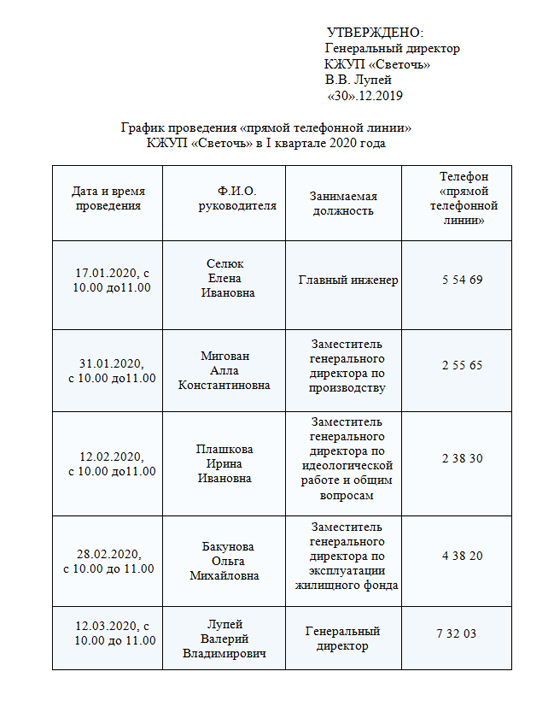 УТВЕРЖДЕНО:
Генеральный директор
КЖУП «Светочь»
В.В. Лупей
«30».12.2019
График проведения «прямой телефонной линии»
КЖУП «Светочь» в I квартале 2020 года
Дата и время
проведения
Ф.И.О.
руководителя
Занимаемая
должность
Телефон
«прямой
телефонной
линии»
17.01.2020, с
10.00 до11.00
Селюк
Елена
Ивановна
Главный инженер
5 54 69
31.01.2020,
с 10.00 до11.00
Мигован
Алла
Константиновна
Заместитель
генерального
директора по
производству
2 55 65
12.02.2020,
с 10.00 до11.00
Плашкова
Ирина
Ивановна
Заместитель
генерального
директора по
идеологической
работе и общим
вопросам
2 38 30
28.02.2020,
с 10.00 до 11.00
Бакунова
Ольга
Михайловна
Заместитель
генерального
директора по
эксплуатации
жилищного фонда
4 38 20
12.03.2020, с
10.00 до 11.00
Лупей
Валерий
Владимирович
Генеральный
директор
7 32 03